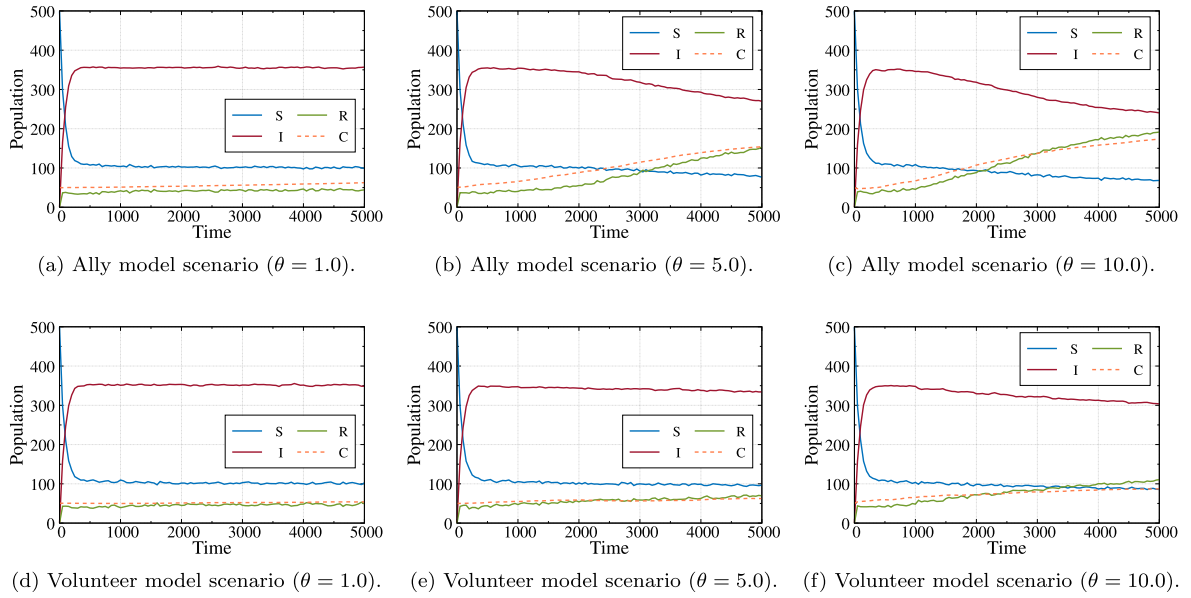 500
400
300
200
100
0
Population
S R
I C
0 1000 2000 3000 4000 5000
Time
(a) Ally model scenario (θ = 1.0).
500
400
300
200
100
0
Population
S R
I C
0 1000 2000 3000 4000 5000
Time
(b) Ally model scenario (θ = 5.0).
500
400
300
200
100
0
Population
S R
I C
0 1000 2000 3000 4000 5000
Time
(c) Ally model scenario (θ = 10.0).
500
400
300
200
100
0
Population
S R
I C
0 1000 2000 3000 4000 5000
Time
(d) Volunteer model scenario (θ = 1.0).
500
400
300
200
100
0
Population
S R
I C
0 1000 2000 3000 4000 5000
Time
(e) Volunteer model scenario (θ = 5.0).
500
400
300
200
100
0
Population
S R
I C
0 1000 2000 3000 4000 5000
Time
(f) Volunteer model scenario (θ = 10.0).